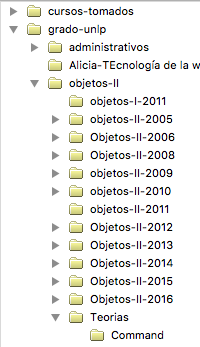 cursos-tomados
grado-unlp
administrativos
Alicia-TEcnología de la w
objetos-II
objetos-I-2011
objetos-II-2005
Objetos-II-2006
Objetos-II-2008
objetos-II-2009
objetos-II-2010
objetos-II-2011
Objetos-II-2012
Objetos-II-2013
Objetos-II-2014
Objetos-II-2015
Objetos-II-2016
Teorias
Command